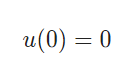 u(0) = 0